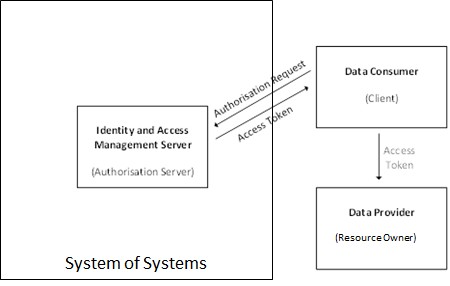 Authorisation Request
Access Token
Data Consumer
(Client)
Identity and Access
Management Server
(Authorisation Server)
Access
Token
Data Provider
(Resource Owner)
System of Systems